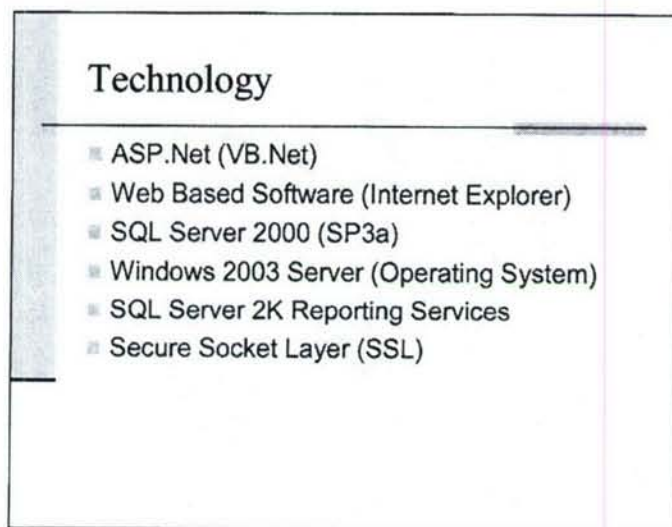 Technology
ASP.Net (VB.Net)
Web Based Software (Internet Explorer)
SQL Server 2000 (SP3a)
Windows 2003 Server (Operating System)
SQL Server 2K Reporting Services
Secure Socket Layer (SSL)